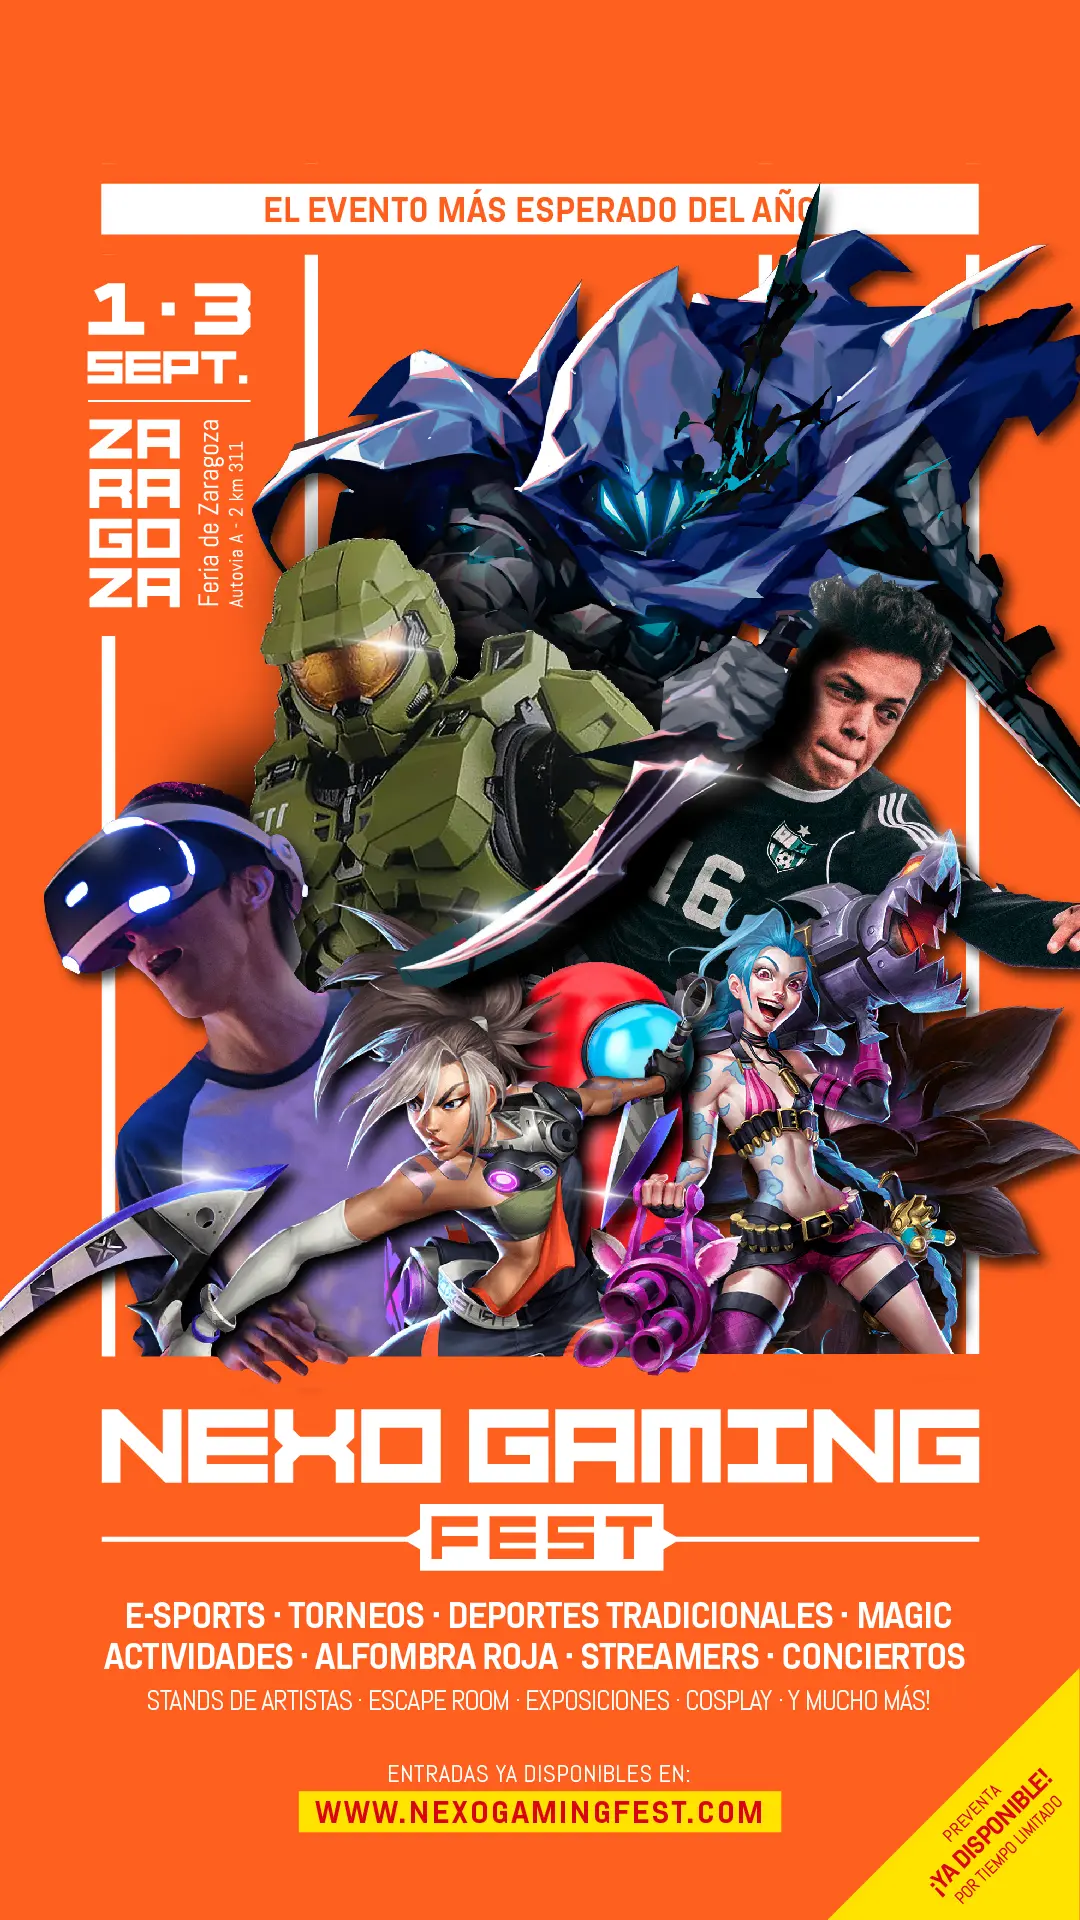 EL EVENTO MÁS ESPERADO DEL AÑO
1·3
SEPT.
ZA
RA
GO
ZA
Feria de Zaragoza
Autovia A - 2 km 311
16
NEXO GAMING
FEST
E-SPORTS · TORNEOS · DEPORTES TRADICIONALES · MAGIC
ACTIVIDADES · ALFOMBRA ROJA · STREAMERS · CONCIERTOS
STANDS DE ARTISTAS · ESCAPE ROOM · EXPOSICIONES · COSPLAY · Y MUCHO MÁS!
ENTRADAS YA DISPONIBLES EN:
WWW.NEXOGAMINGFEST.COM
PREVENTA
¡YA DISPONIBLE!
POR TIEMPO LIMITADO